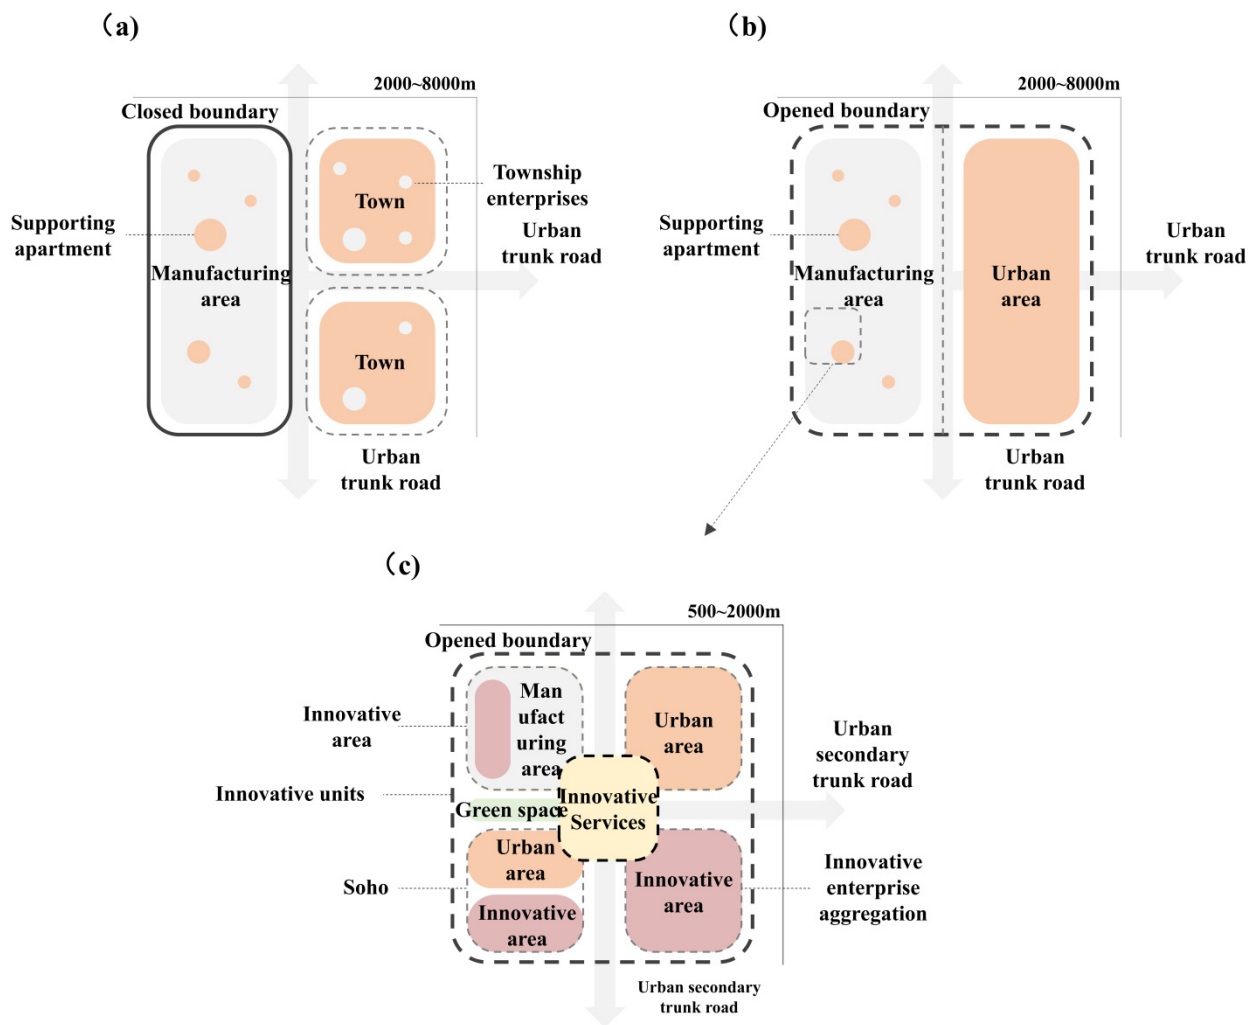 (a)
2000~8000m
Closed boundary
Town
Township
enterprises
Supporting
apartment
Urban
trunk road
Manufacturing
area
Town
Urban
trunk road
(b)
2000~8000m
Opened boundary
Supporting
apartment
Manufacturing
area
Urban
area
Urban
trunk road
Urban
trunk road
(c)
500~2000m
Opened boundary
Innovative
area
Man
ufact
uring
area
Urban
area
Urban
secondary
trunk road
Innovative units
Green space
Innovative
Services
Urban
area
Soho
Innovative
area
Innovative
area
Innovative
enterprise
aggregation
Urban secondary
trunk road